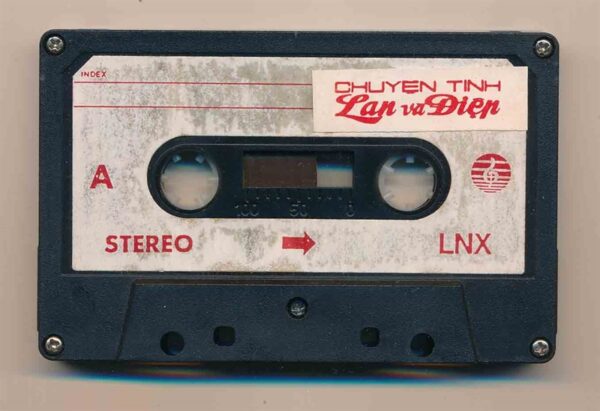 INDEX
CHUYEN TINH
Lan và Điệp
A
100 50 0
STEREO
LNX